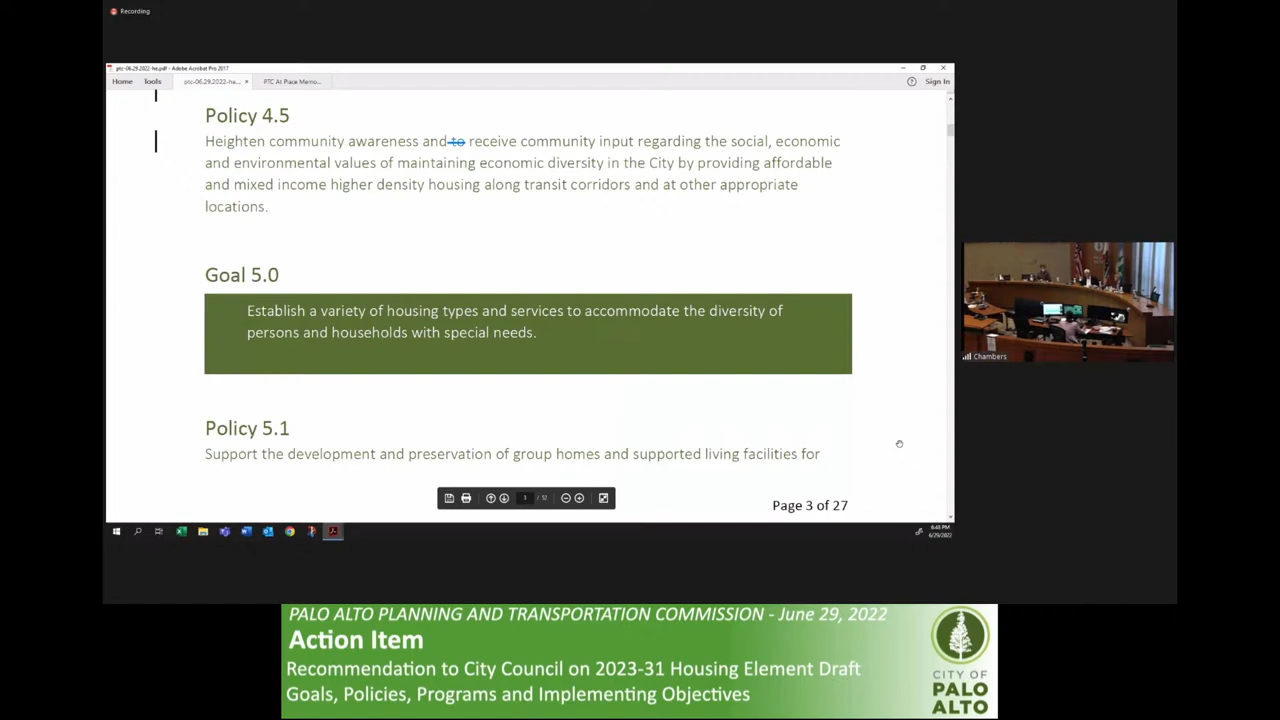 Recording
ptc-06.29.2022-he.pdf - Adobe Acrobat Pro 2017
Home Tools ptc-06.29.2022-he... × PTC At Place Memo... Sign In
Policy 4.5
Heighten community awareness and to receive community input regarding the social, economic
and environmental values of maintaining economic diversity in the City by providing affordable
and mixed income higher density housing along transit corridors and at other appropriate
locations.
Goal 5.0
Establish a variety of housing types and services to accommodate the diversity of
persons and households with special needs.
Chambers
Policy 5.1
Support the development and preservation of group homes and supported living facilities for
Page 3 of 27
6:43 PM
6/29/2022
PALO ALTO PLANNING AND TRANSPORTATION COMMISSION - June 29, 2022
Action Item
Recommendation to City Council on 2023-31 Housing Element Draft
Goals, Policies, Programs and Implementing Objectives
CITY OF
PALO
ALTO